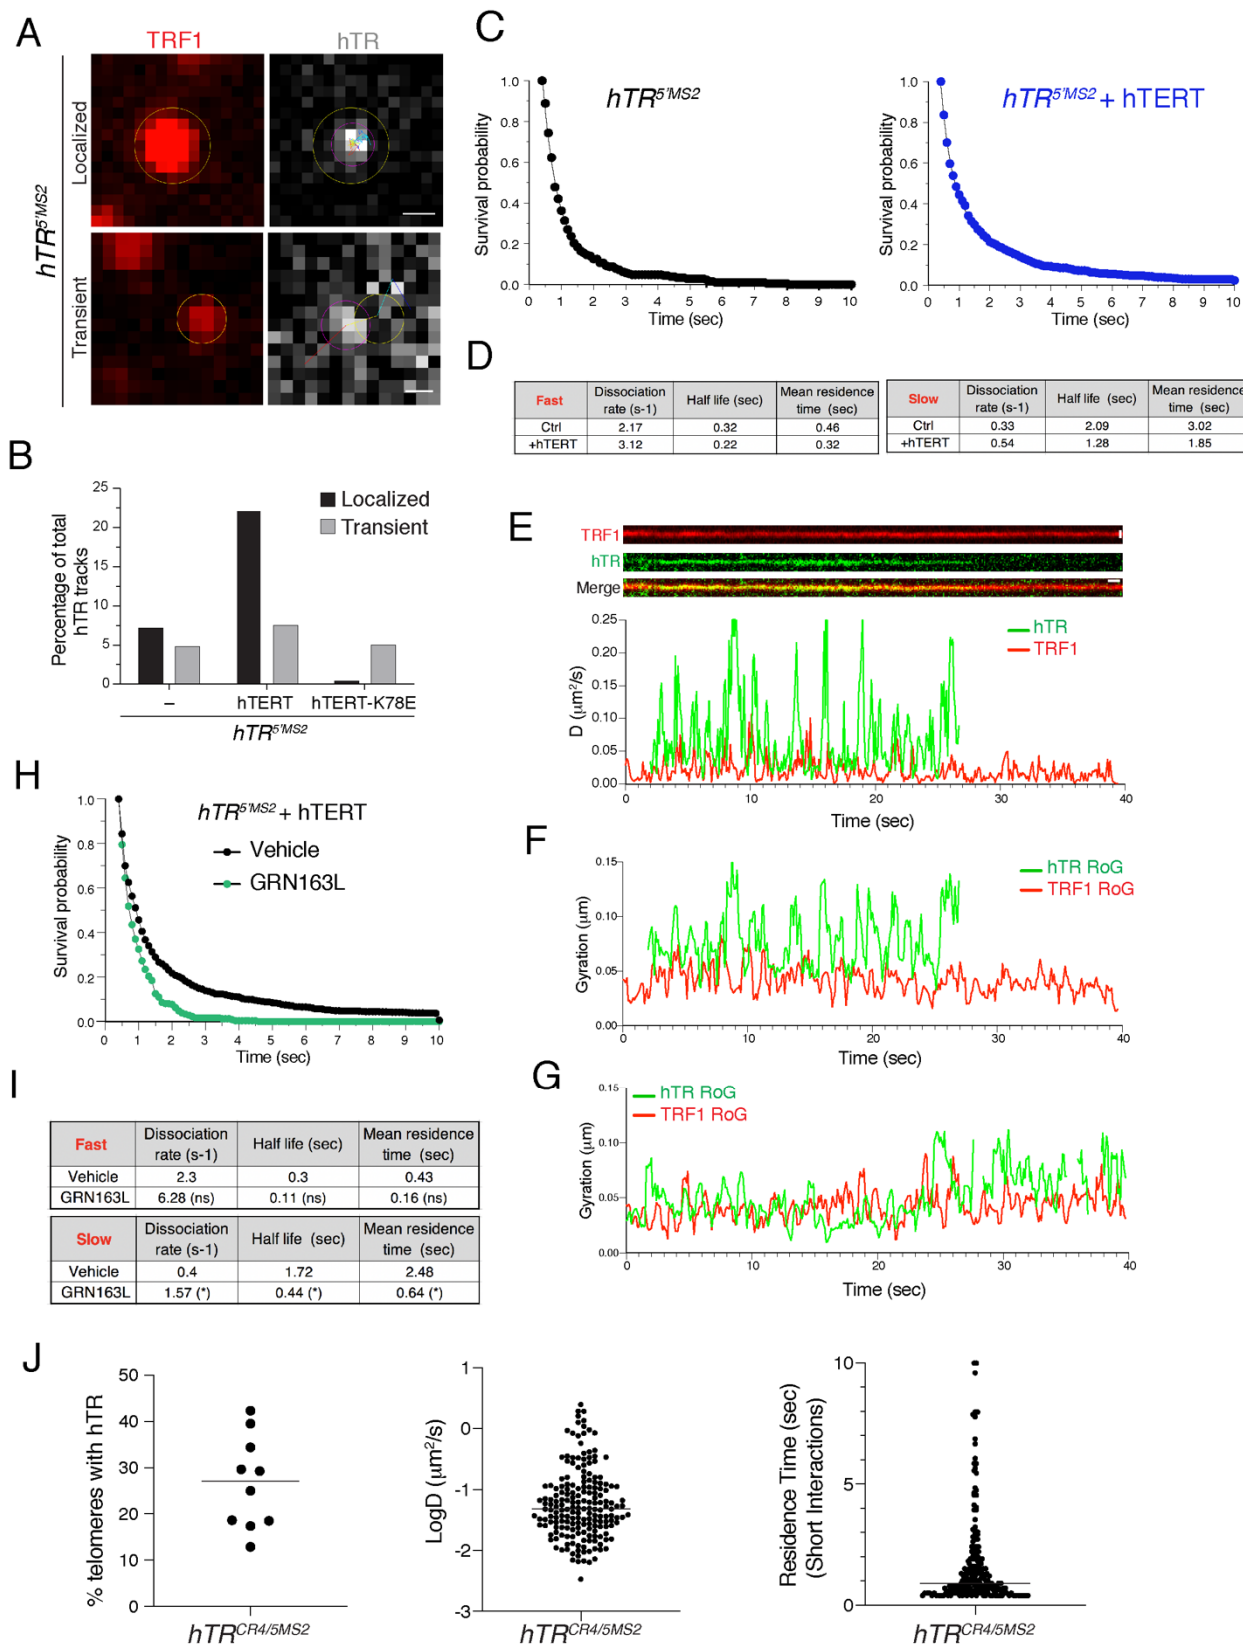 A
TRF1
hTR
hTR5'MS2
Localized
Transient
B
Percentage of total
hTR tracks
25
20
15
10
5
0
Localized
Transient
–
hTERT
hTERT-K78E
hTR5'MS2
C
Survival probability
1.0
0.8
0.6
0.4
0.2
0.0
hTR5'MS2
0 1 2 3 4 5 6 7 8 9 10
Time (sec)
Survival probability
1.0
0.8
0.6
0.4
0.2
0.0
hTR5'MS2 + hTERT
0 1 2 3 4 5 6 7 8 9 10
Time (sec)
D
Fast Dissociation rate (s-1) Half life (sec) Mean residence time (sec)
Ctrl 2.17 0.32 0.46
+hTERT 3.12 0.22 0.32
Slow Dissociation rate (s-1) Half life (sec) Mean residence time (sec)
Ctrl 0.33 2.09 3.02
+hTERT 0.54 1.28 1.85
E
TRF1
hTR
Merge
D (μm2/s)
0.25
0.20
0.15
0.10
0.05
0.00
hTR
TRF1
0 10 20 30 40
Time (sec)
F
Gyration (μm)
0.15
0.10
0.05
0.00
hTR RoG
TRF1 RoG
0 10 20 30 40
Time (sec)
G
Gyration (μm)
0.15
0.10
0.05
0.00
hTR RoG
TRF1 RoG
0 10 20 30 40
Time (sec)
H
Survival probability
1.0
0.8
0.6
0.4
0.2
0.0
hTR5'MS2 + hTERT
Vehicle
GRN163L
0 1 2 3 4 5 6 7 8 9 10
Time (sec)
I
Fast Dissociation rate (s-1) Half life (sec) Mean residence time (sec)
Vehicle 2.3 0.3 0.43
GRN163L 6.28 (ns) 0.11 (ns) 0.16 (ns)
Slow Dissociation rate (s-1) Half life (sec) Mean residence time (sec)
Vehicle 0.4 1.72 2.48
GRN163L 1.57 (*) 0.44 (*) 0.64 (*)
J
% telomeres with hTR
50
40
30
20
10
0
hTRCR4/5MS2
LogD (μm2/s)
1
0
-1
-2
-3
hTRCR4/5MS2
Residence Time (sec)
(Short Interactions)
10
5
0
hTRCR4/5MS2